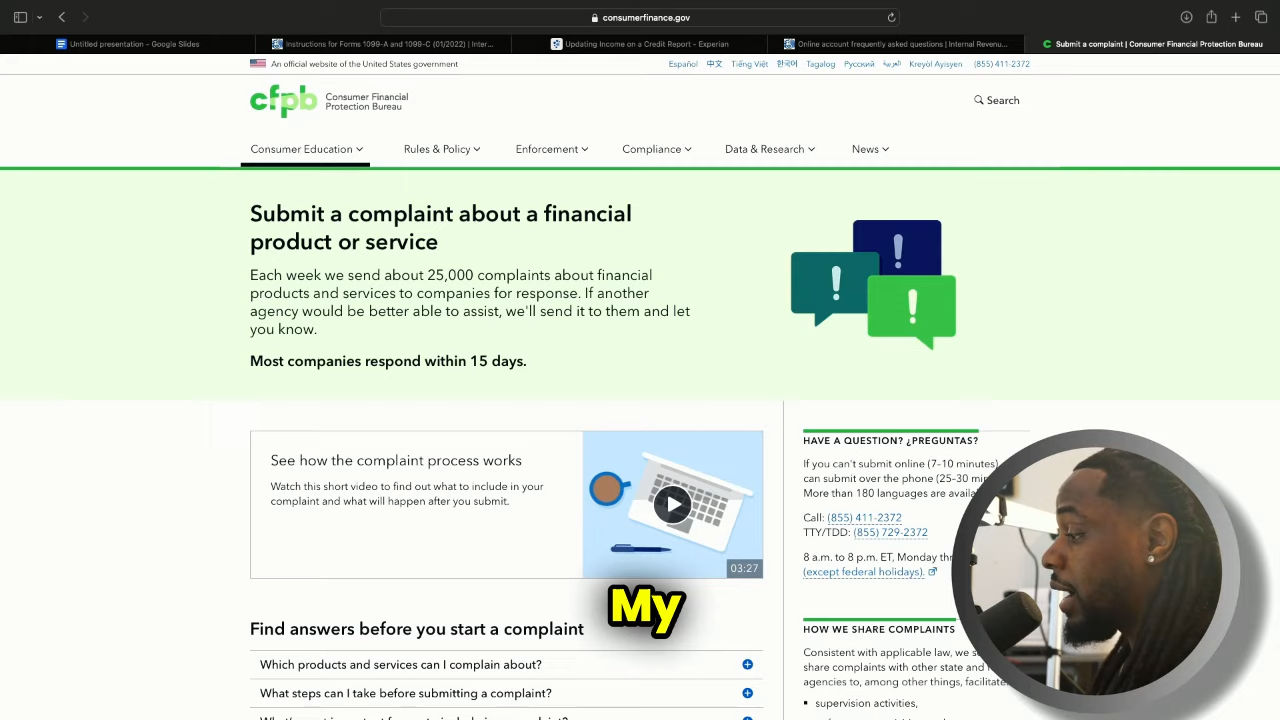 consumerfinance.gov
Untitled presentation - Google Slides
Instructions for Forms 1099-A and 1099-C (01/2022) | Inter...
Updating Income on a Credit Report - Experian
Online account frequently asked questions | Internal Revenu...
Submit a complaint | Consumer Financial Protection Bureau
An official website of the United States government
Español 中文 Tiếng Việt 한국어 Tagalog Русский العربية Kreyòl Ayisyen (855) 411-2372
cfpb Consumer Financial
Protection Bureau
Search
Consumer Education Rules & Policy Enforcement Compliance Data & Research News
Submit a complaint about a financial
product or service
Each week we send about 25,000 complaints about financial
products and services to companies for response. If another
agency would be better able to assist, we'll send it to them and let
you know.
Most companies respond within 15 days.
See how the complaint process works
Watch this short video to find out what to include in your
complaint and what will happen after you submit.
03:27
My
Find answers before you start a complaint
Which products and services can I complain about?
What steps can I take before submitting a complaint?
HAVE A QUESTION? ¿PREGUNTAS?
If you can't submit online (7-10 minutes)
can submit over the phone (25-30
More than 180 languages are
Call: (855) 411-2372
TTY/TDD: (855) 729-2372
8 a.m. to 8 p.m. ET, Monday
(except federal holidays).
HOW WE SHARE COMPLAINTS
Consistent with applicable law, we
share complaints with other state and
agencies to, among other things,
supervision activities,